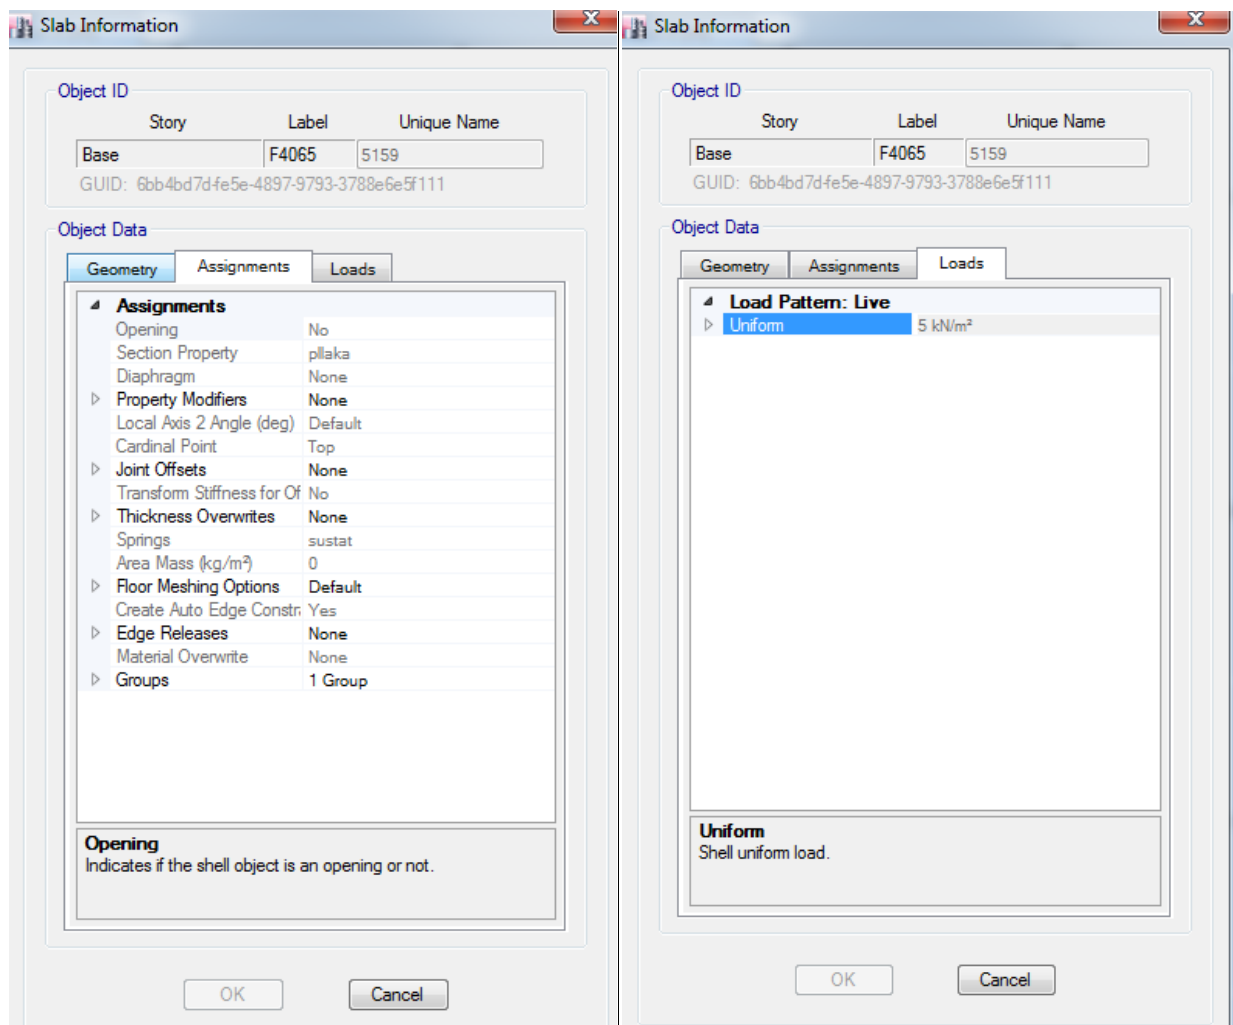 Slab Information
Object ID
Story Label Unique Name
Base F4065 5159
GUID: 6bb4bd7d-fe5e-4897-9793-3788e6e5f111
Object Data
Geometry Assignments Loads
Assignments
Opening No
Section Property pllaka
Diaphragm None
Property Modifiers None
Local Axis 2 Angle (deg) Default
Cardinal Point Top
Joint Offsets None
Transform Stiffness for Of No
Thickness Overwrites None
Springs sustat
Area Mass (kg/m²) 0
Floor Meshing Options Default
Create Auto Edge Constr Yes
Edge Releases None
Material Overwrite None
Groups 1 Group
Opening
Indicates if the shell object is an opening or not.
OK Cancel
Slab Information
Object ID
Story Label Unique Name
Base F4065 5159
GUID: 6bb4bd7d-fe5e-4897-9793-3788e6e5f111
Object Data
Geometry Assignments Loads
Load Pattern: Live
Uniform 5 kN/m²
Uniform
Shell uniform load.
OK Cancel